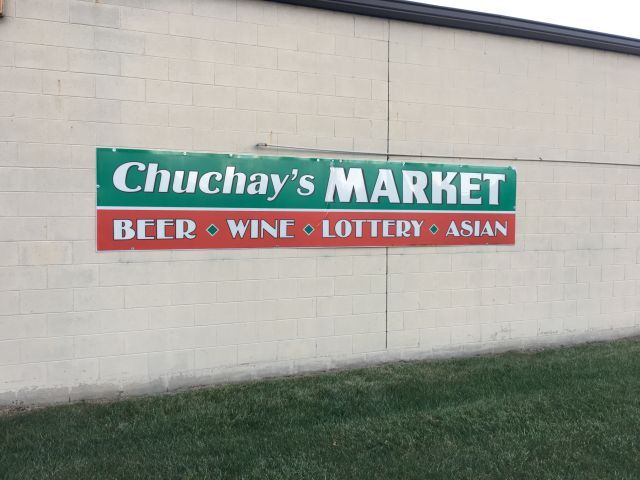 Chuchay's MARKET
BEER ◆ WINE ◆ LOTTERY ◆ ASIAN